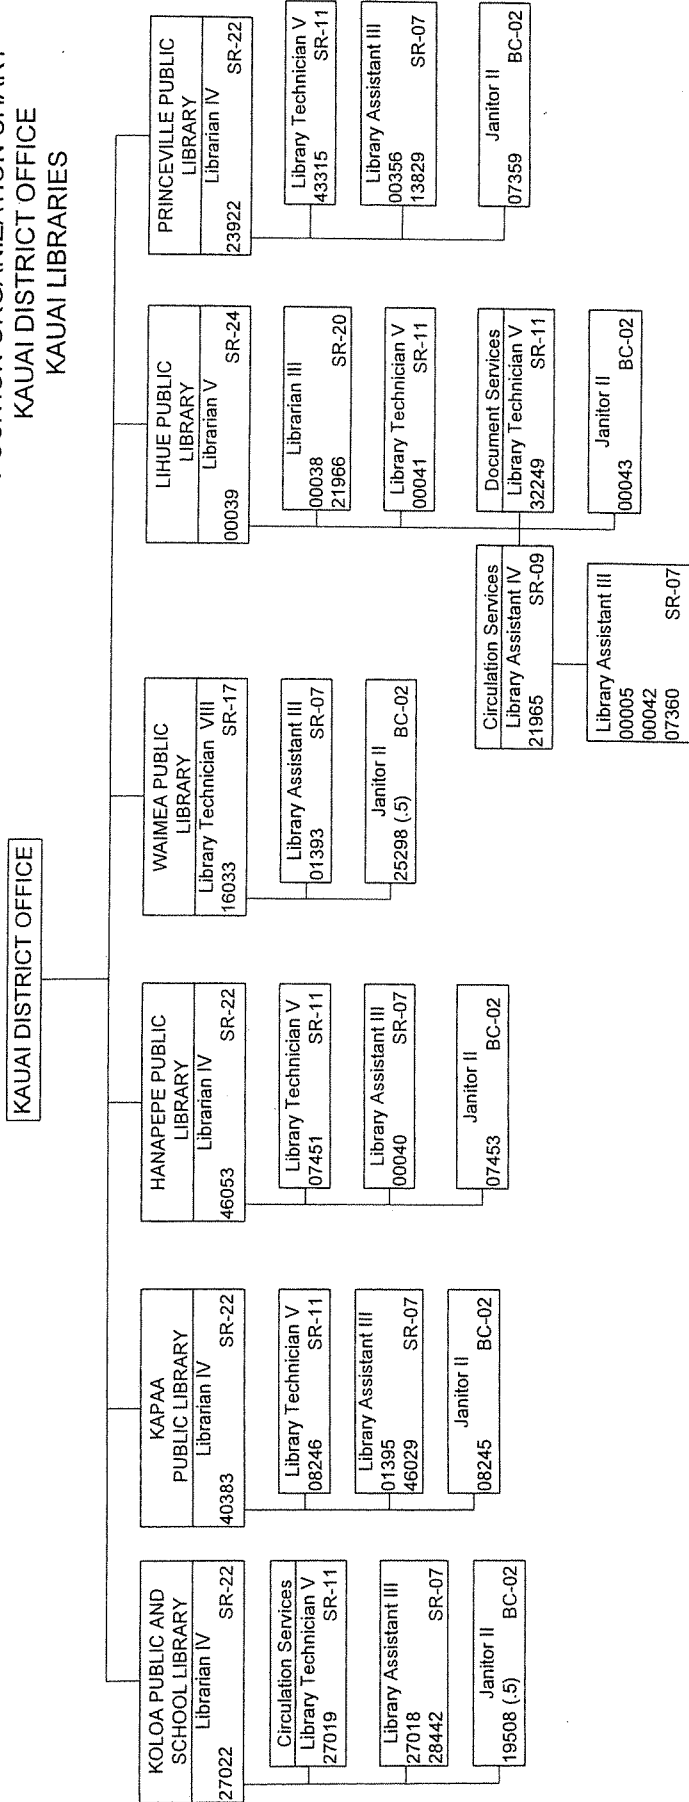 KAUAI DISTRICT OFFICE
KAUAI LIBRARIES
KAUAI DISTRICT OFFICE
KOLOA PUBLIC AND
SCHOOL LIBRARY
Librarian IV
27022 SR-22
Circulation Services
Library Technician V
27019 SR-11
Library Assistant III
27018
28442 SR-07
Janitor II
19508 (.5) BC-02
KAPAA
PUBLIC LIBRARY
Librarian IV
40383 SR-22
Library Technician V
08246 SR-11
Library Assistant III
01395
46029 SR-07
Janitor II
08245 BC-02
HANAPEPE PUBLIC
LIBRARY
Librarian IV
46053 SR-22
Library Technician V
07451 SR-11
Library Assistant III
00040 SR-07
Janitor II
07453 BC-02
WAIMEA PUBLIC
LIBRARY
Library Technician VIII
16033 SR-17
Library Assistant III
01393 SR-07
Janitor II
25298 (.5) BC-02
LIHUE PUBLIC
LIBRARY
Librarian V
00039 SR-24
Librarian III
00038
21966 SR-20
Library Technician V
00041 SR-11
Circulation Services
Library Assistant IV
21965 SR-09
Library Assistant III
00005
00042
07360 SR-07
Document Services
Library Technician V
32249 SR-11
Janitor II
00043 BC-02
PRINCEVILLE PUBLIC
LIBRARY
Librarian IV
23922 SR-22
Library Technician V
43315 SR-11
Library Assistant III
00356
13829 SR-07
Janitor II
07359 BC-02